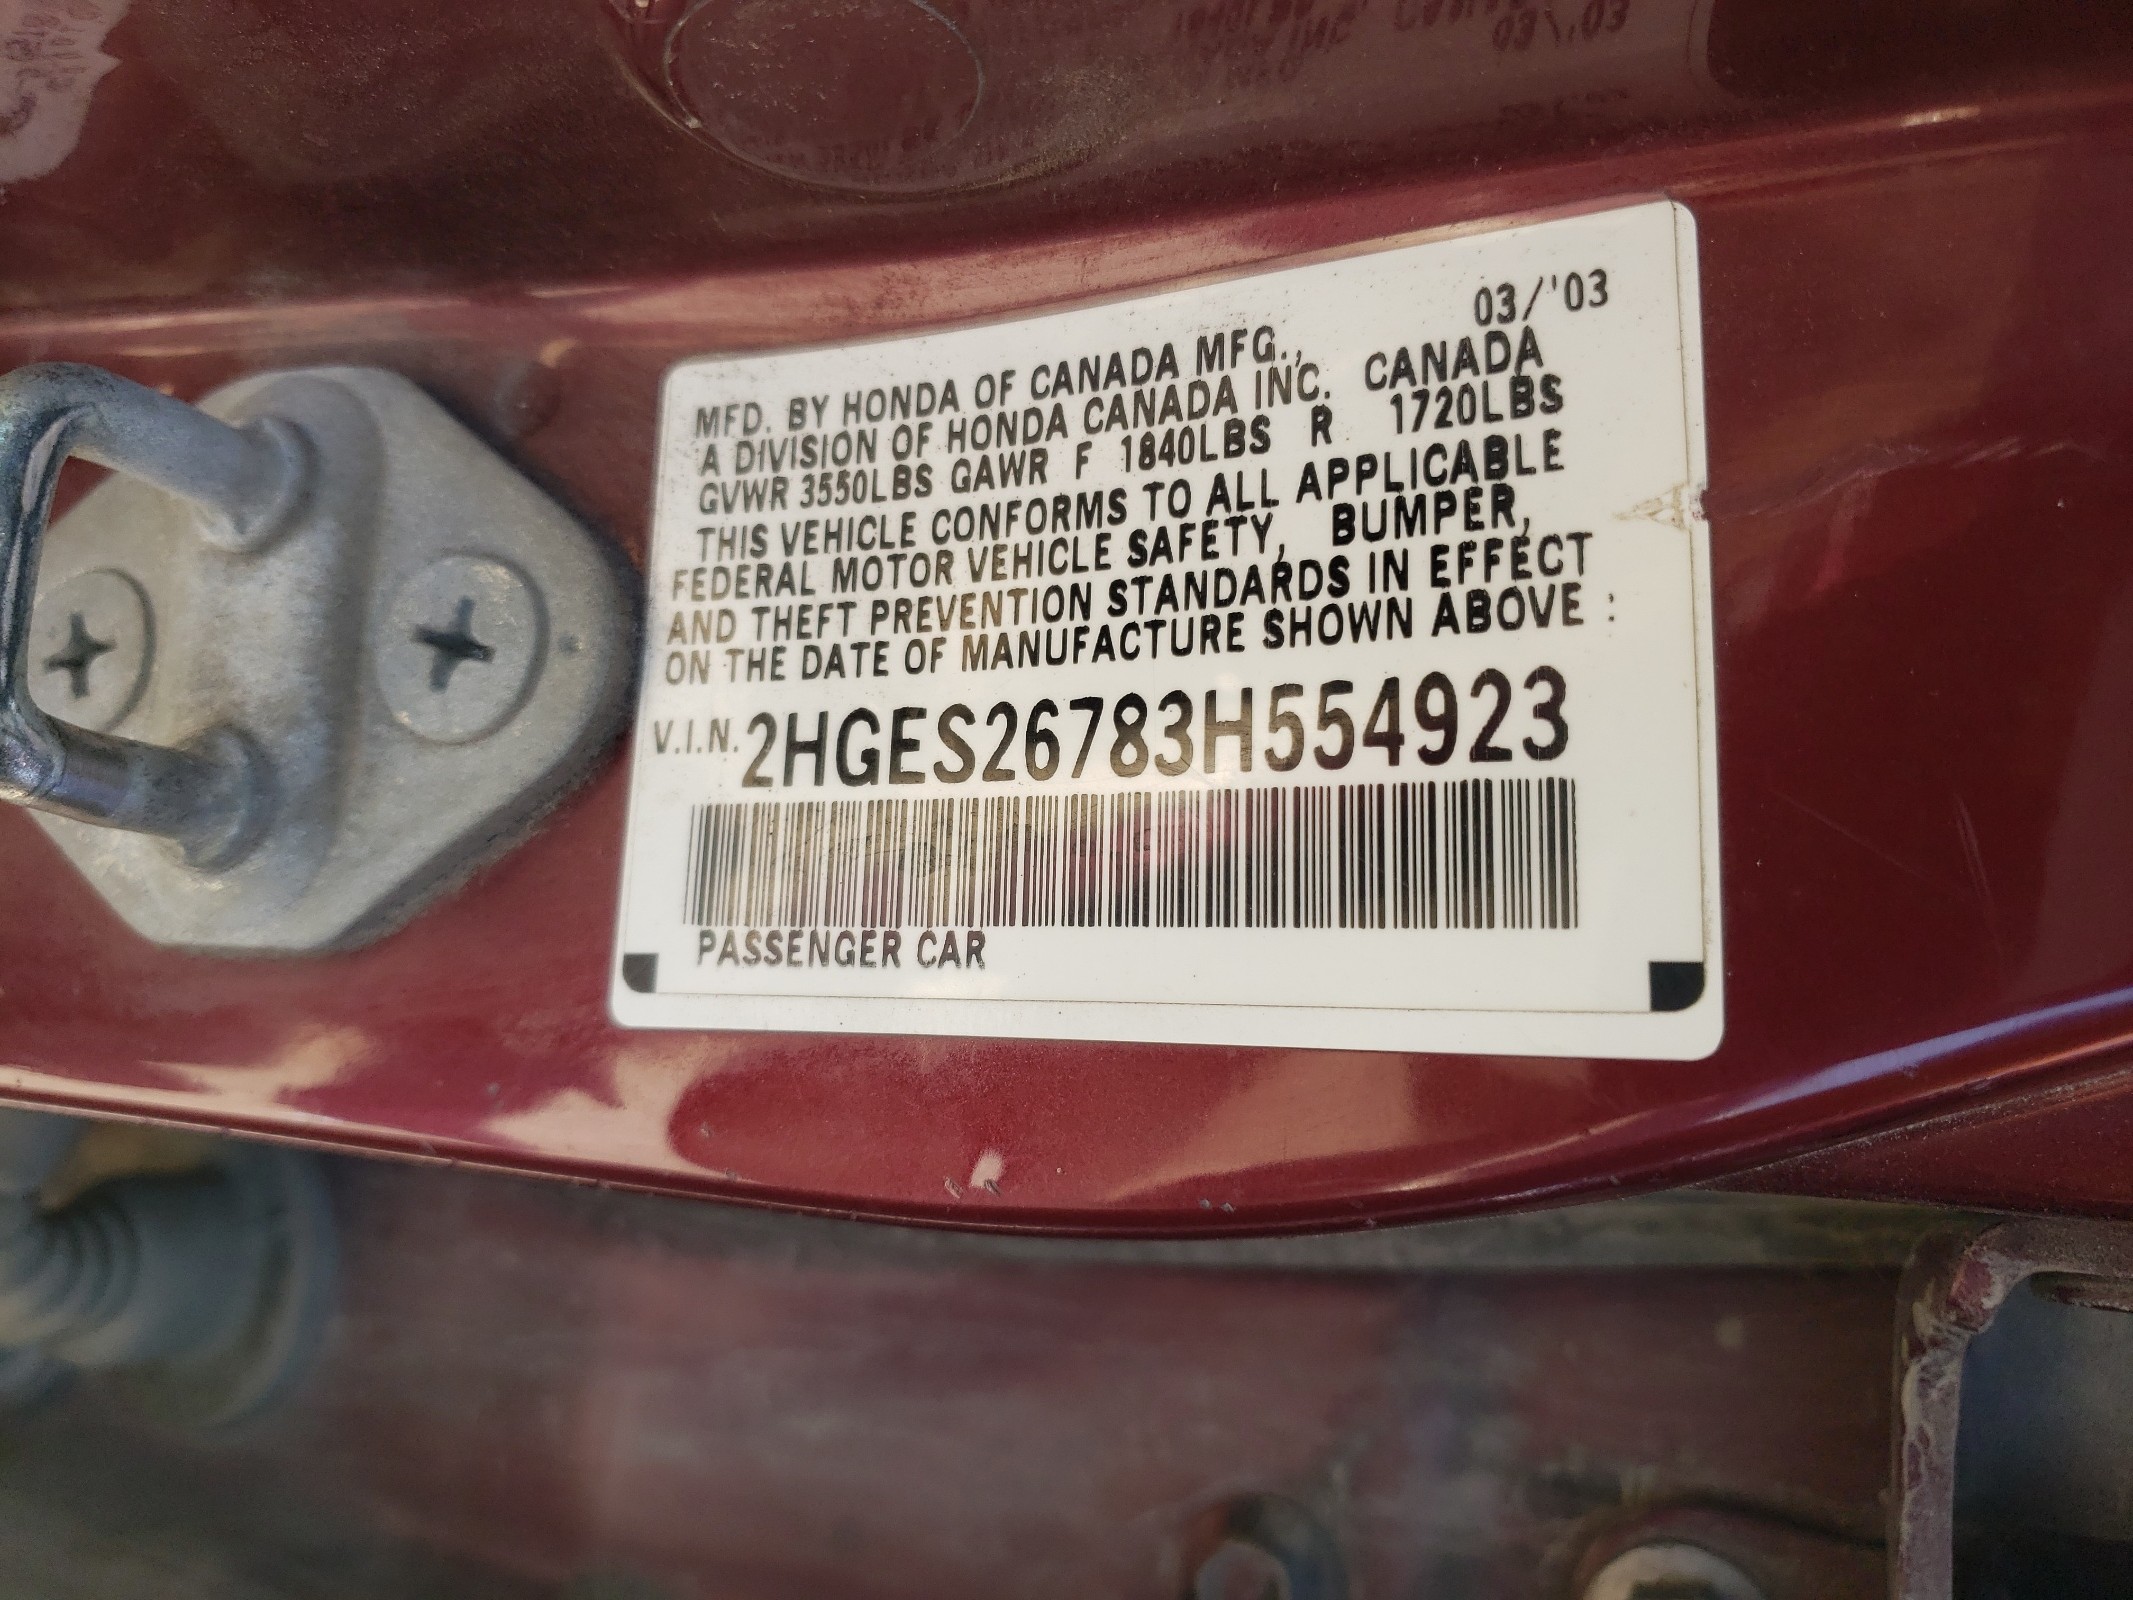 03/'03
MFD. BY HONDA OF CANADA MFG.,
A DIVISION OF HONDA CANADA INC. CANADA
GVWR 3550LBS GAWR F 1840LBS R 1720LBS
THIS VEHICLE CONFORMS TO ALL APPLICABLE
FEDERAL MOTOR VEHICLE SAFETY, BUMPER,
AND THEFT PREVENTION STANDARDS IN EFFECT
ON THE DATE OF MANUFACTURE SHOWN ABOVE :
V.I.N. 2HGES26783H554923
PASSENGER CAR